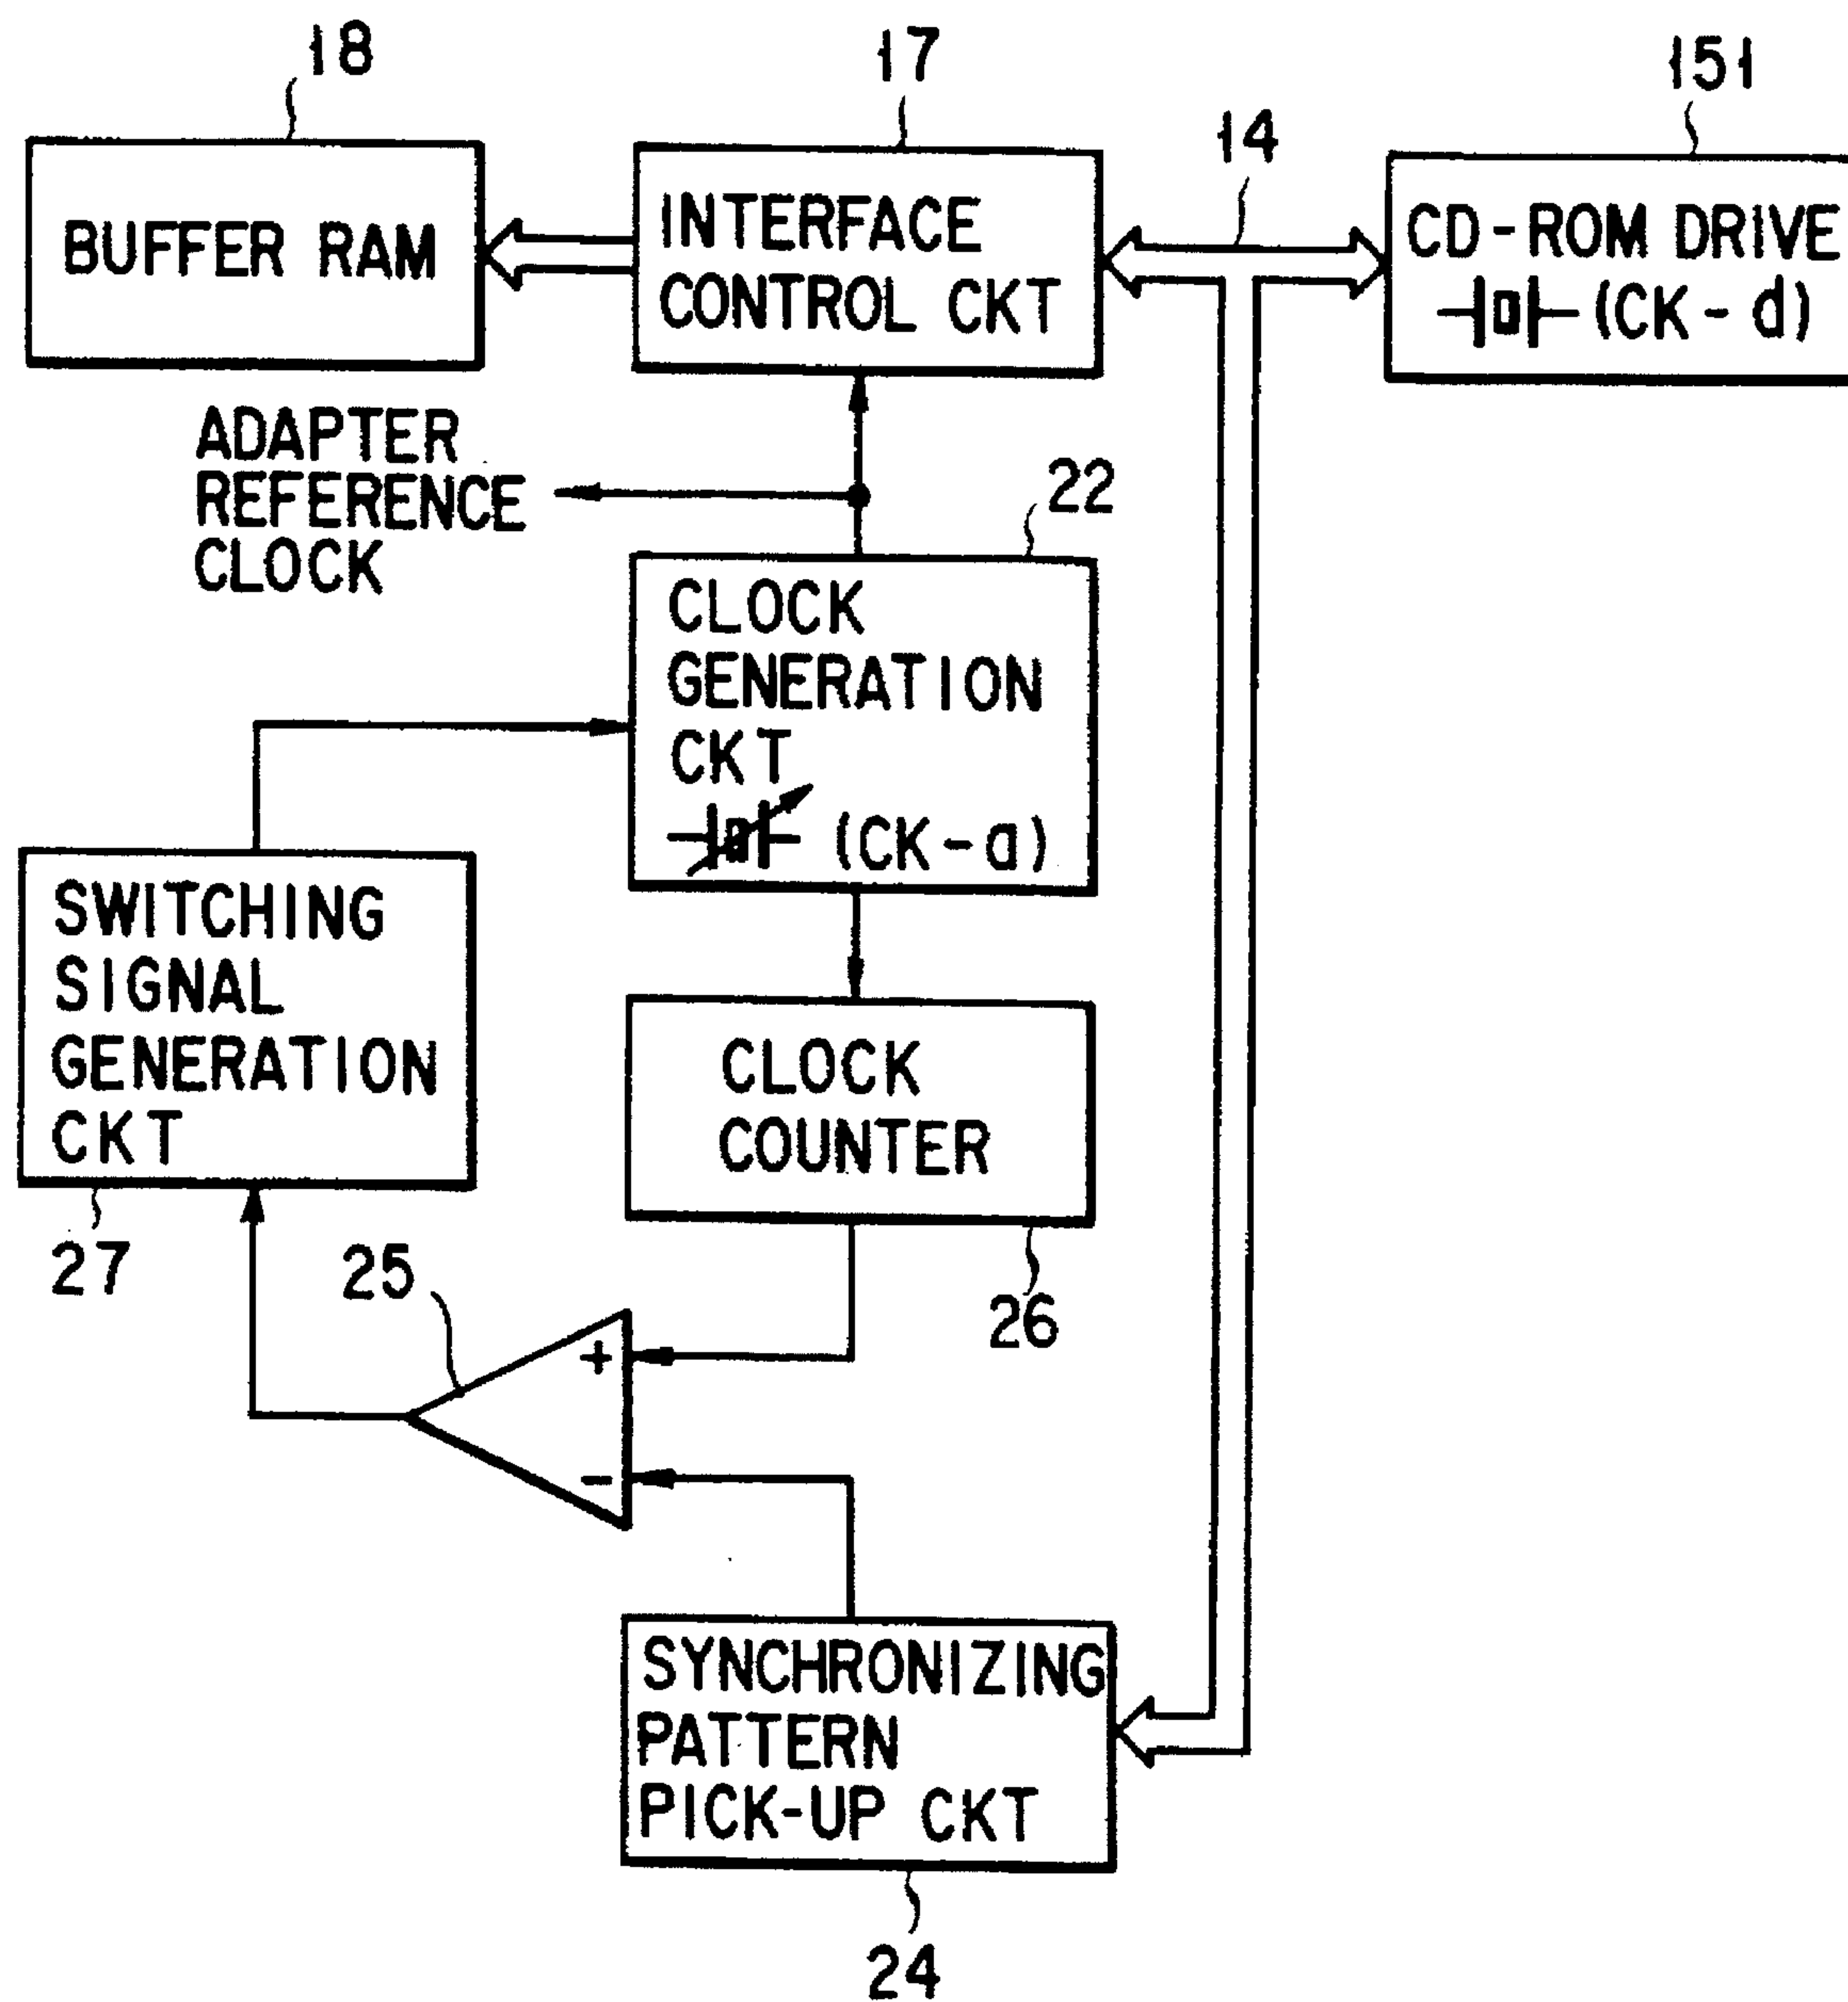 18
17
151
14
BUFFER RAM
INTERFACE
CONTROL CKT
CD-ROM DRIVE
(CK-d)
ADAPTER
REFERENCE
CLOCK
22
CLOCK
GENERATION
CKT
(CK-a)
SWITCHING
SIGNAL
GENERATION
CKT
CLOCK
COUNTER
27
25
26
+
-
SYNCHRONIZING
PATTERN
PICK-UP CKT
24